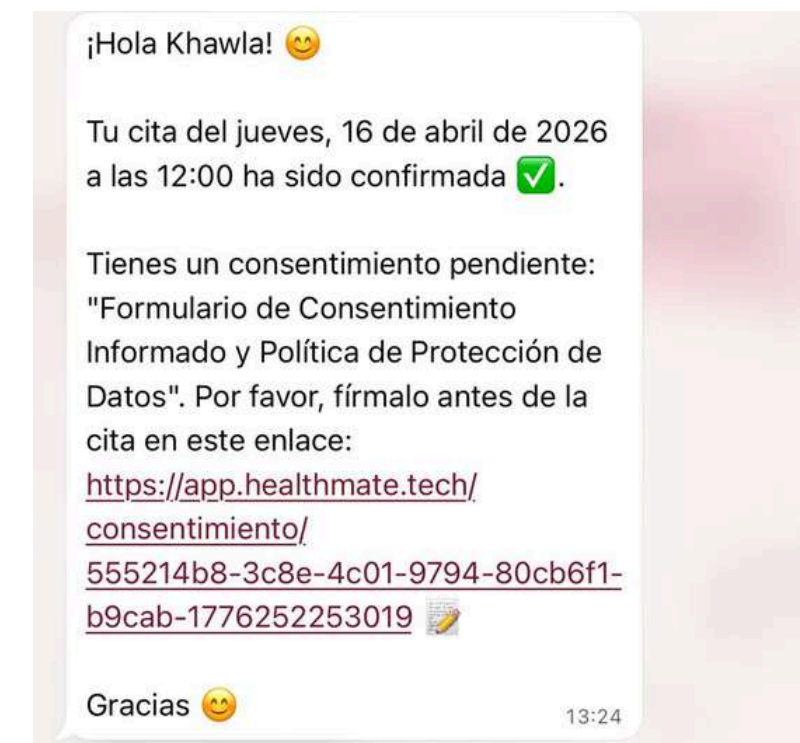 ¡Hola Khawla! 😊
Tu cita del jueves, 16 de abril de 2026
a las 12:00 ha sido confirmada ✅.
Tienes un consentimiento pendiente:
"Formulario de Consentimiento
Informado y Política de Protección de
Datos". Por favor, fírmalo antes de la
cita en este enlace:
https://app.healthmate.tech/
consentimiento/
555214b8-3c8e-4c01-9794-80cb6f1-
b9cab-1776252253019 📝
Gracias 😊
13:24